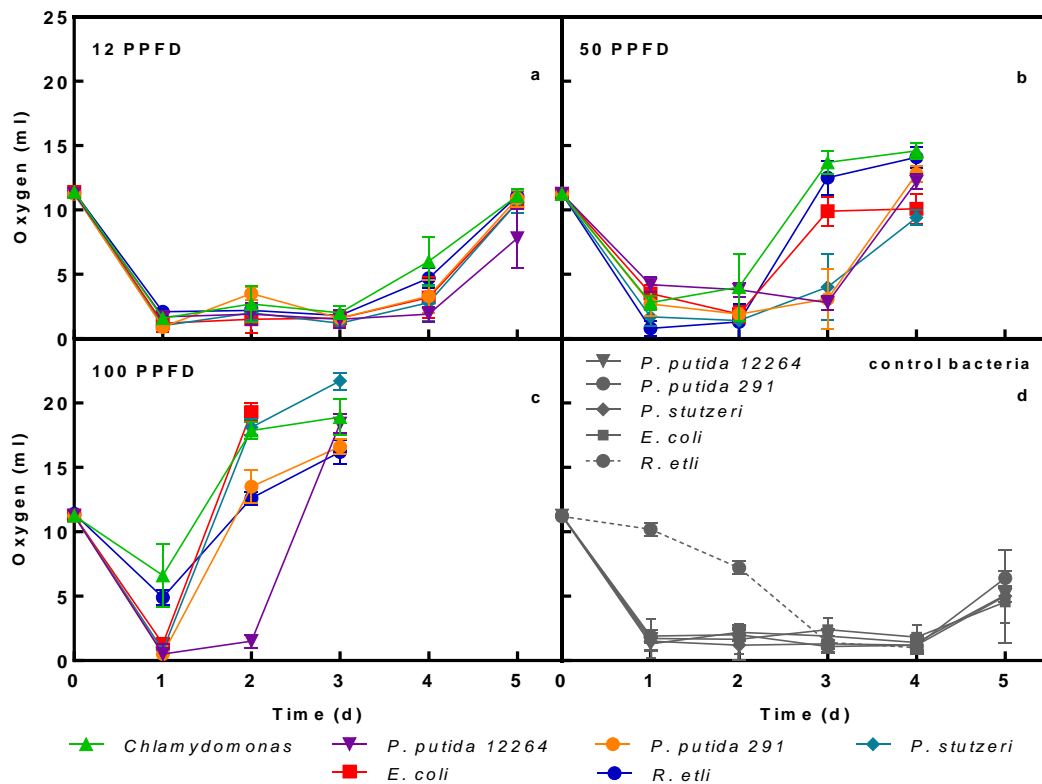 25
20
15
10
5
0
Oxygen (ml)
12 PPFD
a
50 PPFD
b
20
15
10
5
0
Oxygen (ml)
100 PPFD
c
P. putida 12264
P. putida 291
P. stutzeri
E. coli
R. etli
control bacteria
d
0 1 2 3 4 5
0 1 2 3 4 5
Time (d)
Time (d)
Chlamydomonas P. putida 12264 P. putida 291 P. stutzeri
E. coli R. etli